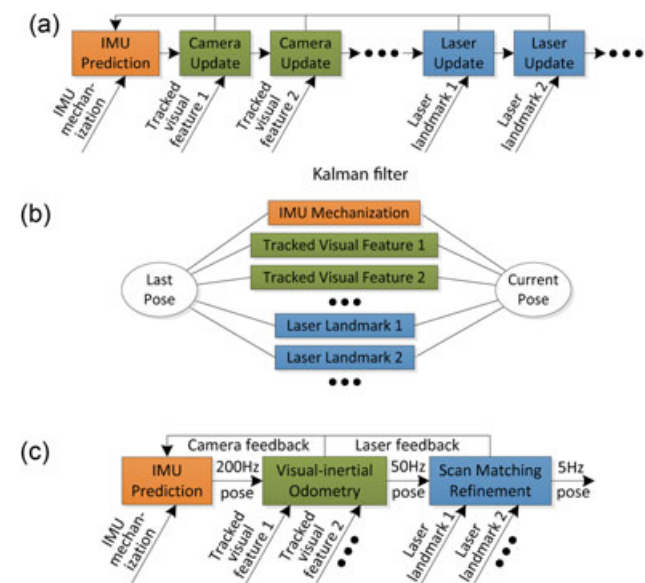 (a)
IMU
Prediction
Camera
Update
Camera
Update
Laser
Update
Laser
Update
IMU
mechan-
ization
Tracked
visual
feature 1
Tracked
visual
feature 2
Laser
landmark 1
Laser
landmark 2
Kalman filter
(b)
IMU Mechanization
Tracked Visual Feature 1
Tracked Visual Feature 2
Last
Pose
Current
Pose
Laser Landmark 1
Laser Landmark 2
(c)
Camera feedback
Laser feedback
IMU
Prediction
200Hz
pose
Visual-inertial
Odometry
50Hz
pose
Scan Matching
Refinement
5Hz
pose
IMU
mechan-
ization
Tracked
visual
feature 1
Tracked
visual
feature 2
Laser
landmark 1
Laser
landmark 2